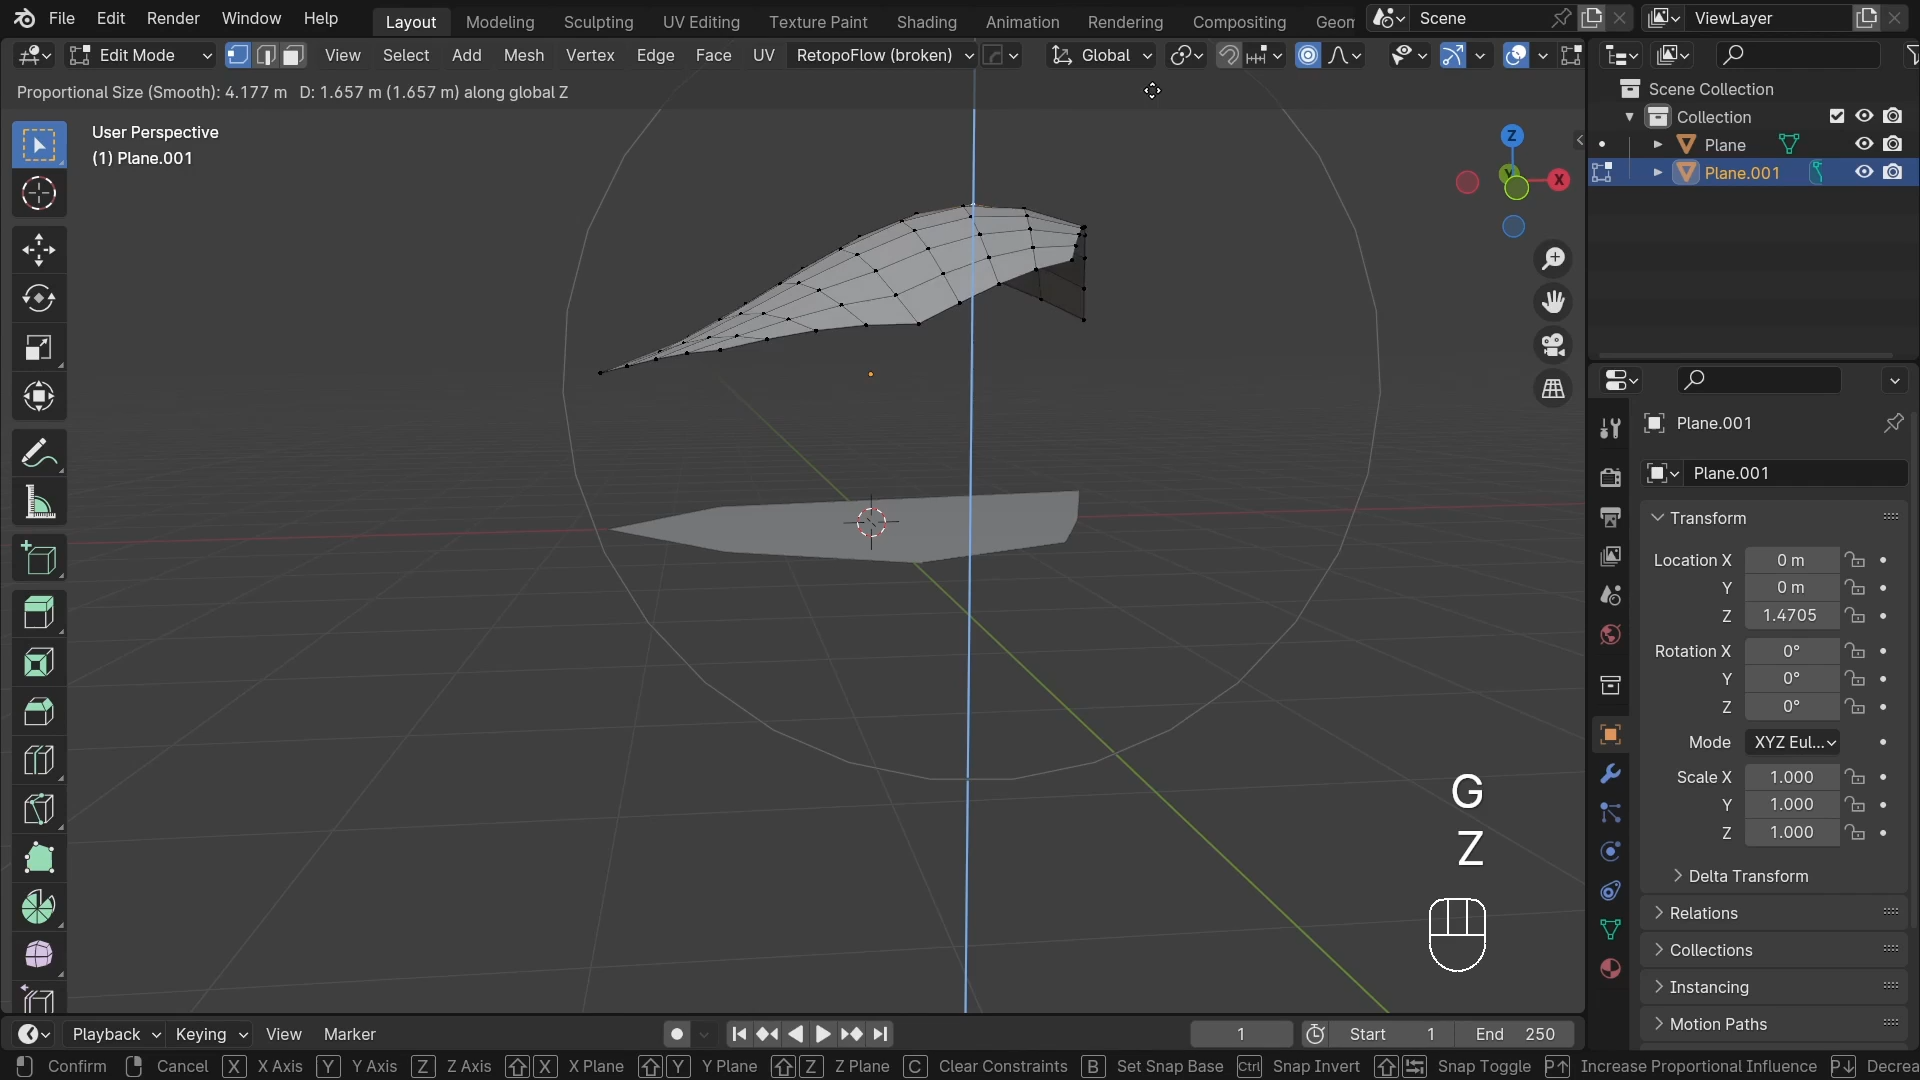 File Edit Render Window Help Layout Modeling Sculpting UV Editing Texture Paint Shading Animation Rendering Compositing Geom Scene ViewLayer
Edit Mode View Select Add Mesh Vertex Edge Face UV RetopoFlow (broken) Global
Proportional Size (Smooth): 4.177 m D: 1.657 m (1.657 m) along global Z
User Perspective
(1) Plane.001
Z
Y
X
G
Z
Scene Collection
Collection
Plane
Plane.001
Plane.001
Plane.001
Transform
Location X 0 m
Y 0 m
Z 1.4705
Rotation X 0°
Y 0°
Z 0°
Mode XYZ Eul...
Scale X 1.000
Y 1.000
Z 1.000
Delta Transform
Relations
Collections
Instancing
Motion Paths
Playback Keying View Marker 1 Start 1 End 250
Confirm Cancel X X Axis Y Y Axis Z Z Axis X X Plane Y Y Plane Z Z Plane C Clear Constraints B Set Snap Base Ctrl Snap Invert Snap Toggle P↑ Increase Proportional Influence P↓ Decrea